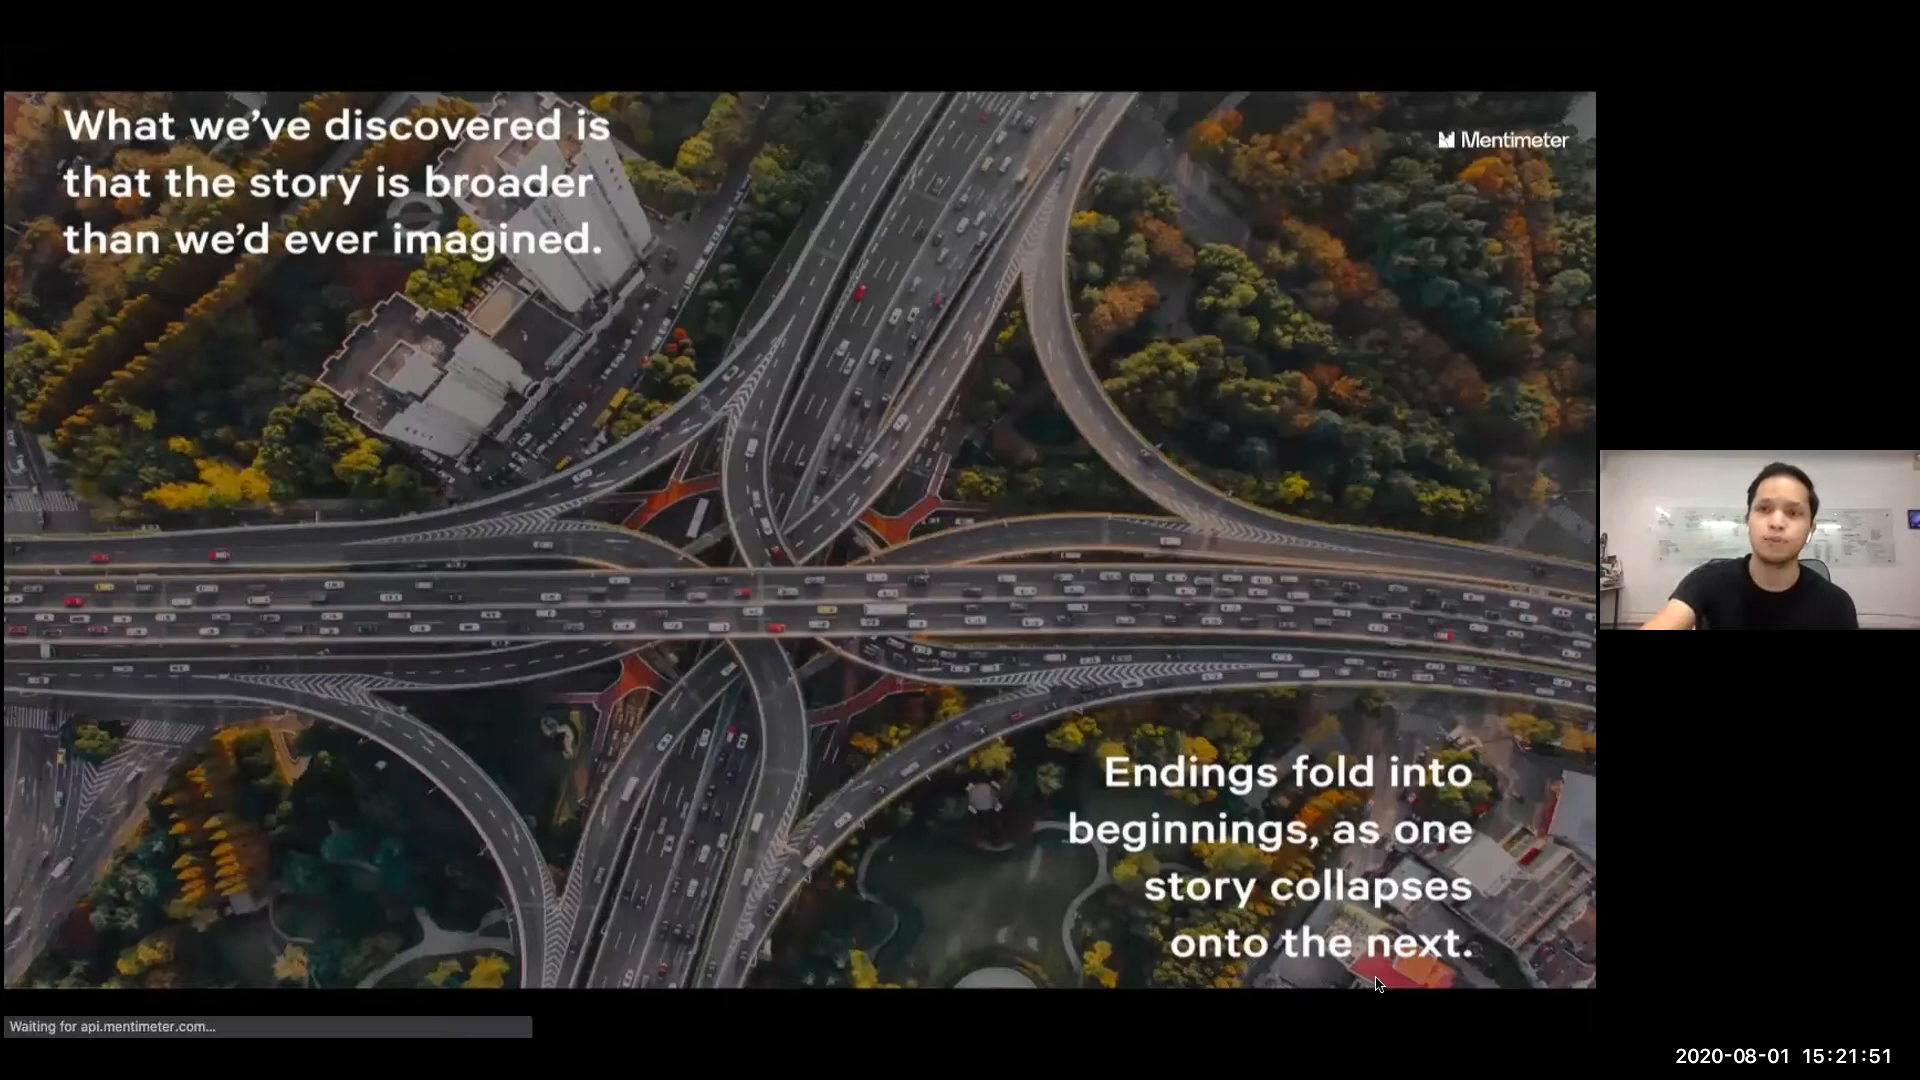 What we’ve discovered is
that the story is broader
than we’d ever imagined.
Mentimeter
Endings fold into
beginnings, as one
story collapses
onto the next.
Waiting for api.mentimeter.com...
2020-08-01 15:21:51